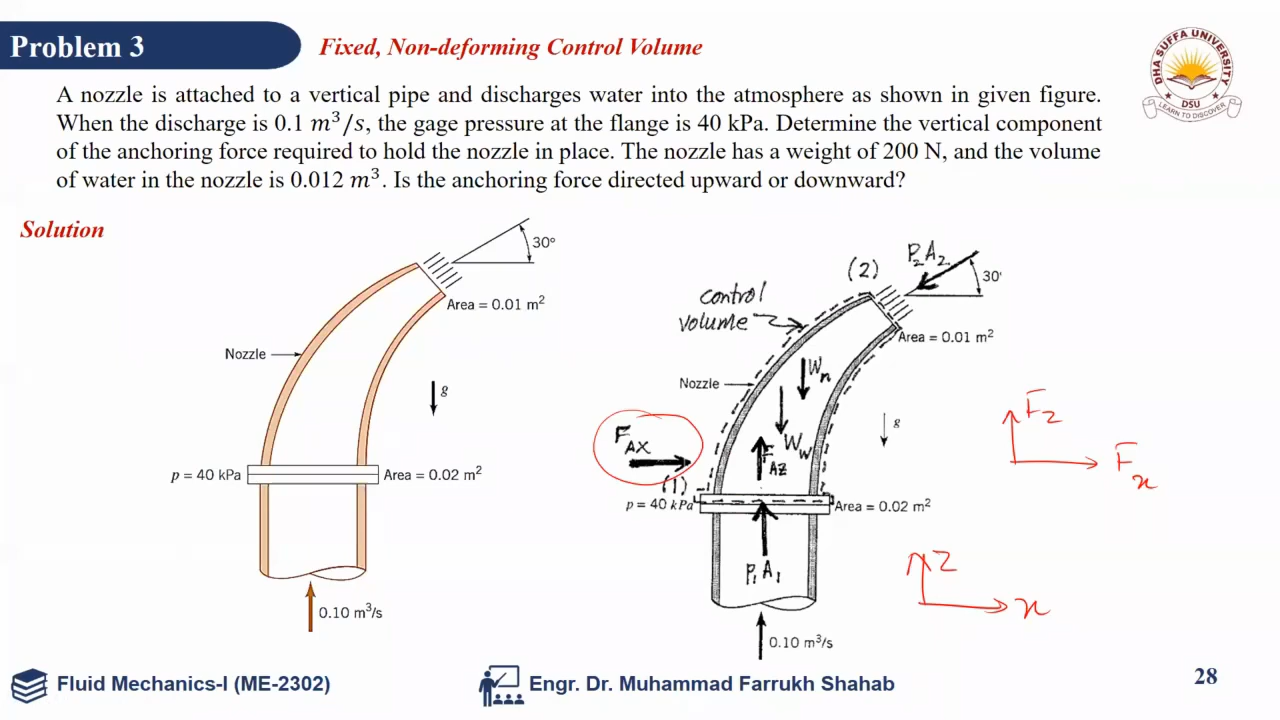 Problem 3
Fixed, Non-deforming Control Volume
DHA SUFFA UNIVERSITY
DSU
LEARN TO DISCOVER
A nozzle is attached to a vertical pipe and discharges water into the atmosphere as shown in given figure.
When the discharge is 0.1 m³/s, the gage pressure at the flange is 40 kPa. Determine the vertical component
of the anchoring force required to hold the nozzle in place. The nozzle has a weight of 200 N, and the volume
of water in the nozzle is 0.012 m³. Is the anchoring force directed upward or downward?
Solution
30°
Area = 0.01 m²
Nozzle
g
p = 40 kPa
Area = 0.02 m²
0.10 m³/s
P₂A₂
(2)
30°
control
volume
Area = 0.01 m²
Wn
Nozzle
g
Ww
FAX
FAZ
(1)
p = 40 kPa
Area = 0.02 m²
P₁A₁
0.10 m³/s
Fz
Fx
z
x
Fluid Mechanics-I (ME-2302)
Engr. Dr. Muhammad Farrukh Shahab
28